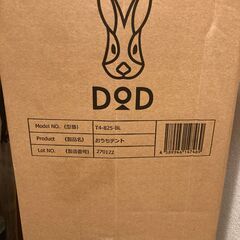 DOD
Model NO. (型番) T4-825-BL
Product (製品名) おうちテント
Lot NO. (製造番号) 270122